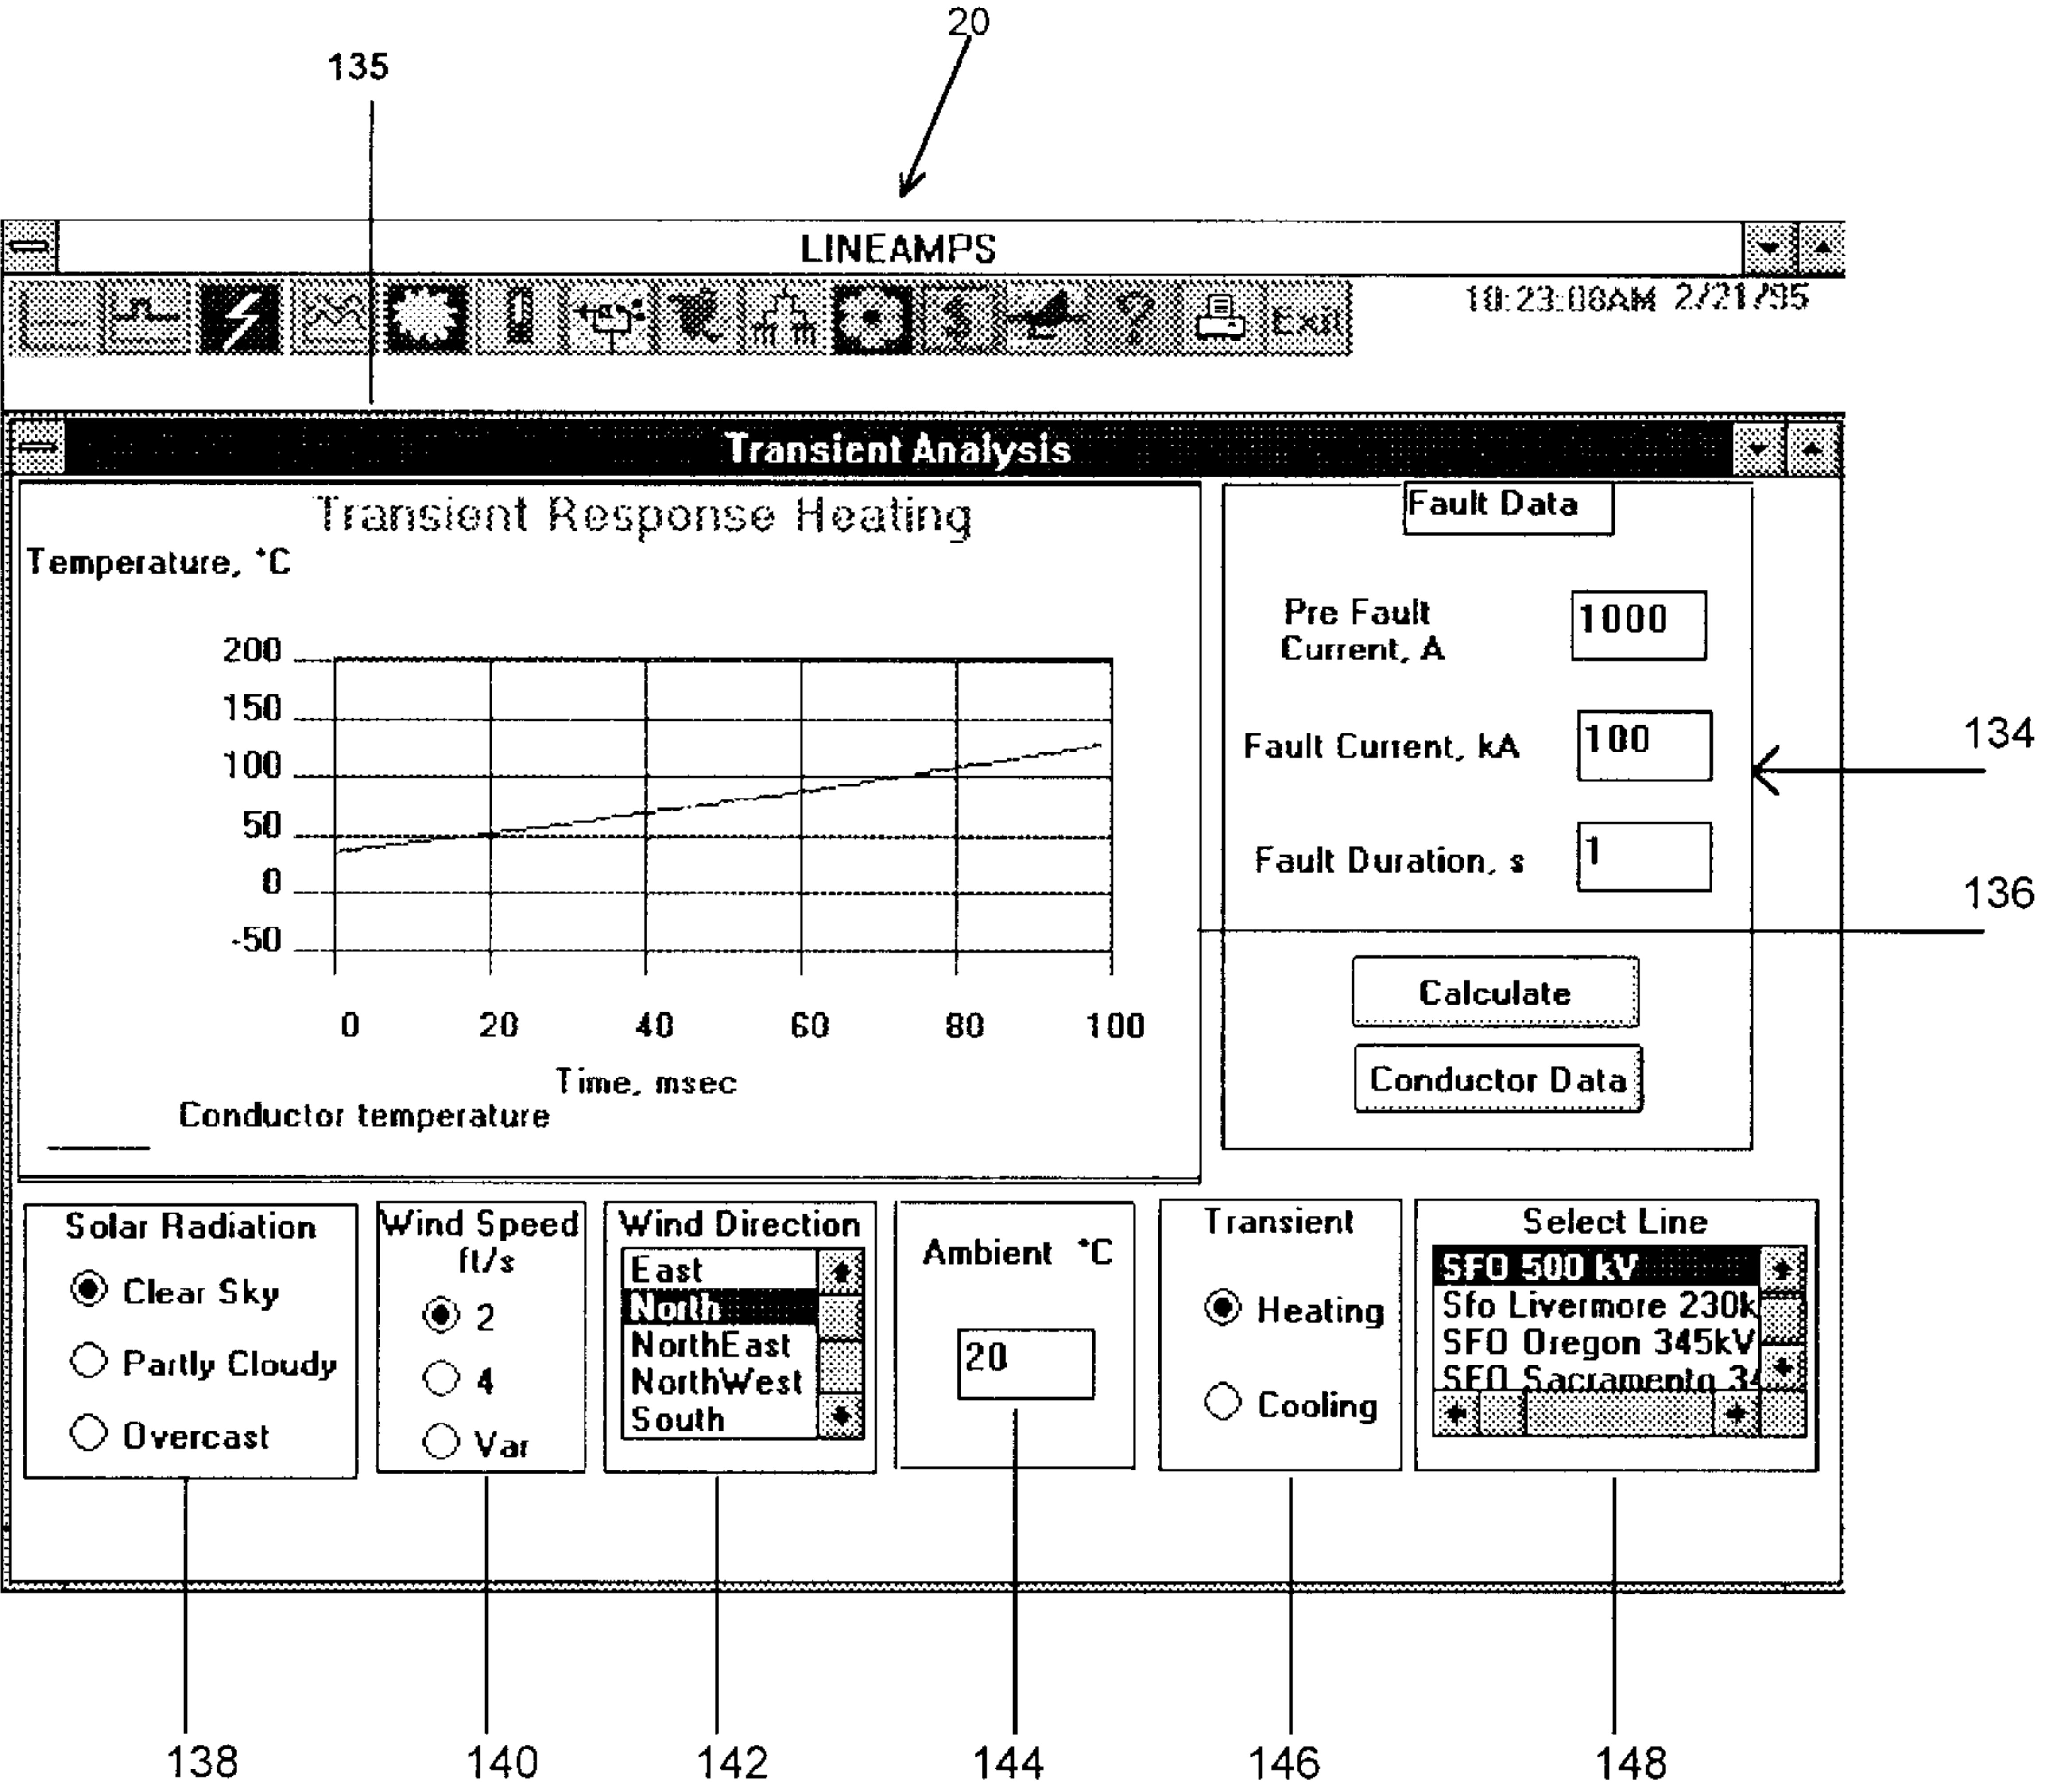 20
135
LINEAMPS
10:23:08AM 2/21/95
$ ? Exit
Transient Analysis
Transient Response Heating
Temperature, °C
200
150
100
50
0
-50
0 20 40 60 80 100
Time, msec
Conductor temperature
Fault Data
Pre Fault
Current, A
1000
Fault Current, kA
100
Fault Duration, s
1
Calculate
Conductor Data
134
136
Solar Radiation
Clear Sky
Partly Cloudy
Overcast
Wind Speed
ft/s
2
4
Var
Wind Direction
East
North
NorthEast
NorthWest
South
Ambient °C
20
Transient
Heating
Cooling
Select Line
SFO 500 kV
Sfo Livermore 230k
SFO Oregon 345kV
SFO Sacramento 34
138 140 142 144 146 148